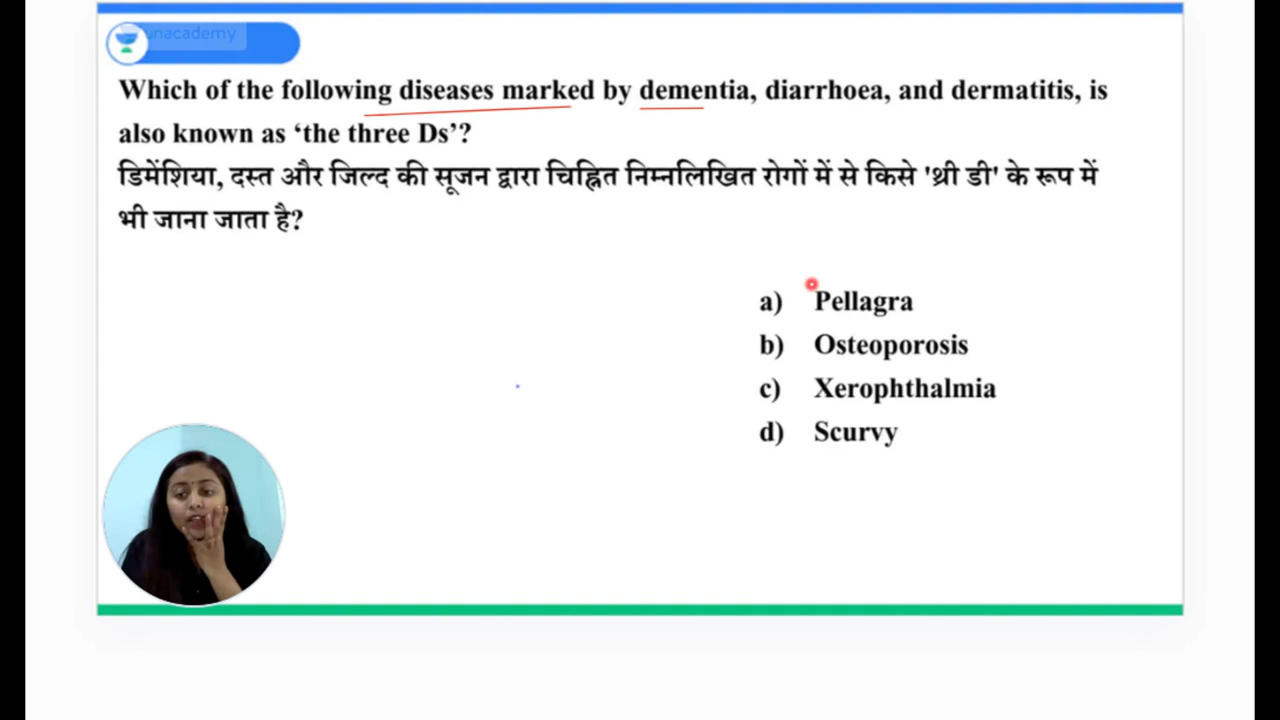 unacademy
Which of the following diseases marked by dementia, diarrhoea, and dermatitis, is
also known as ‘the three Ds’?
डिमेंशिया, दस्त और जिल्द की सूजन द्वारा चिह्नित निम्नलिखित रोगों में से किसे 'श्री डी' के रूप में
भी जाना जाता है?
a) Pellagra
b) Osteoporosis
c) Xerophthalmia
d) Scurvy